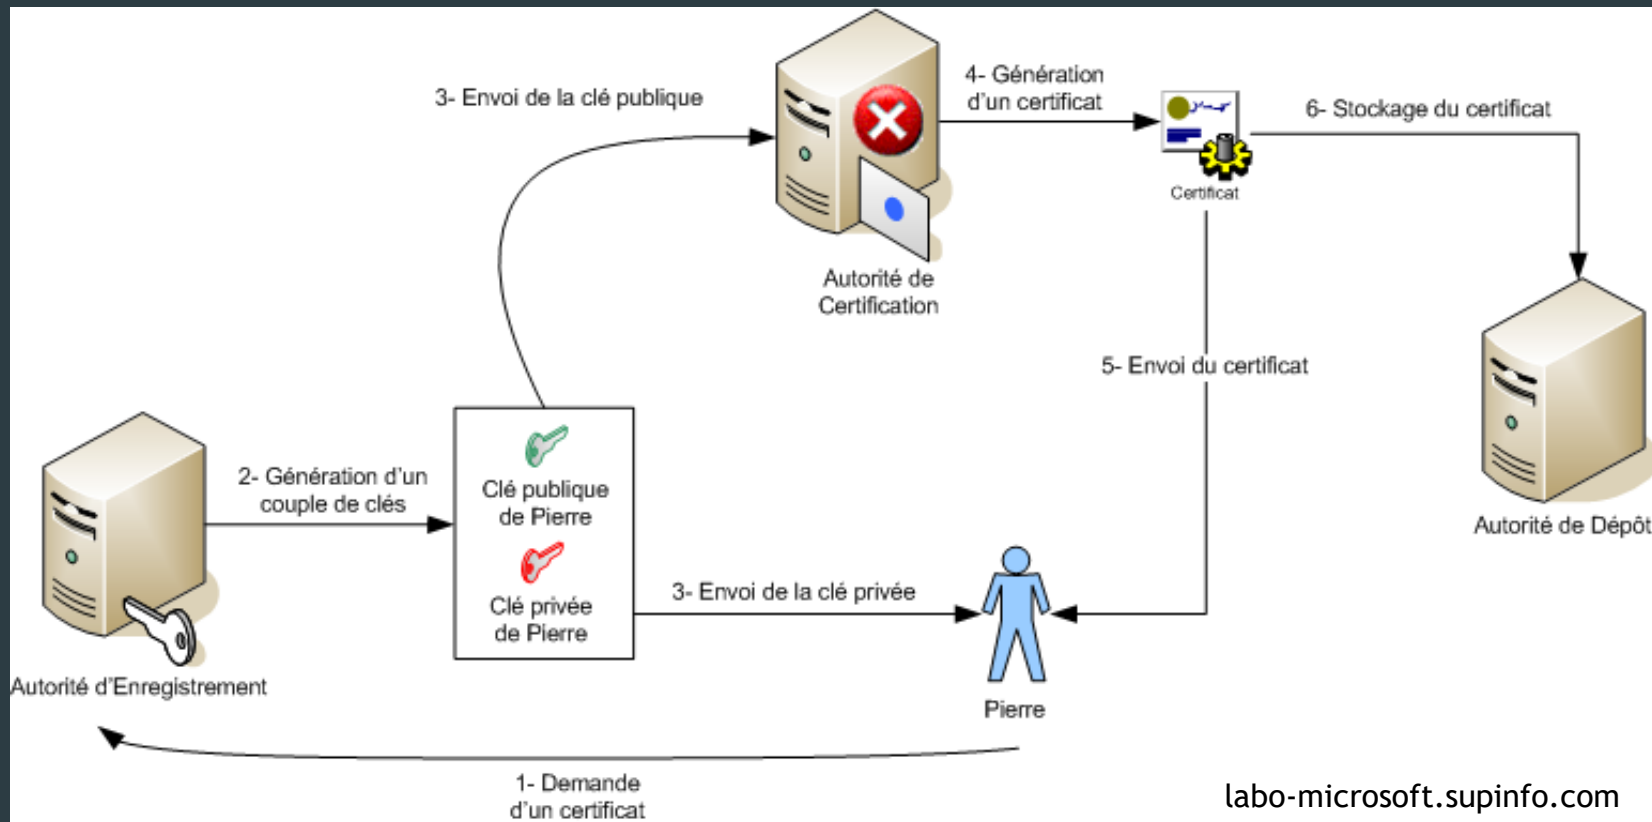 3- Envoi de la clé publique
4- Génération
d'un certificat
6- Stockage du certificat
Certificat
Autorité de
Certification
5- Envoi du certificat
2- Génération d'un
couple de clés
Clé publique
de Pierre
Clé privée
de Pierre
3- Envoi de la clé privée
Autorité de Dépôt
Autorité d'Enregistrement
Pierre
1- Demande
d'un certificat
labo-microsoft.supinfo.com